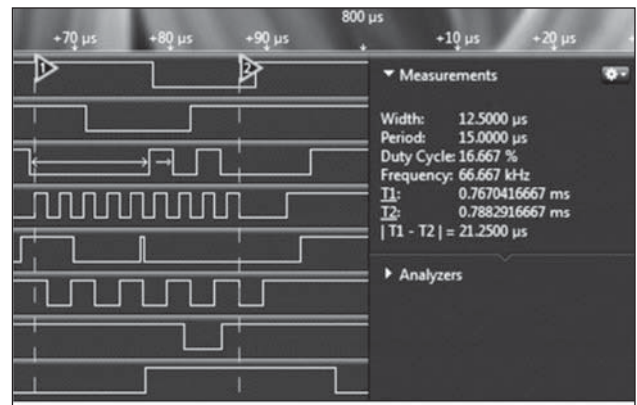 800 µs
+70 µs +80 µs +90 µs +10 µs +20 µs
1 2
▼ Measurements
Width: 12.5000 µs
Period: 15.0000 µs
Duty Cycle: 16.667 %
Frequency: 66.667 kHz
T1: 0.7670416667 ms
T2: 0.7882916667 ms
| T1 - T2 | = 21.2500 µs
▶ Analyzers